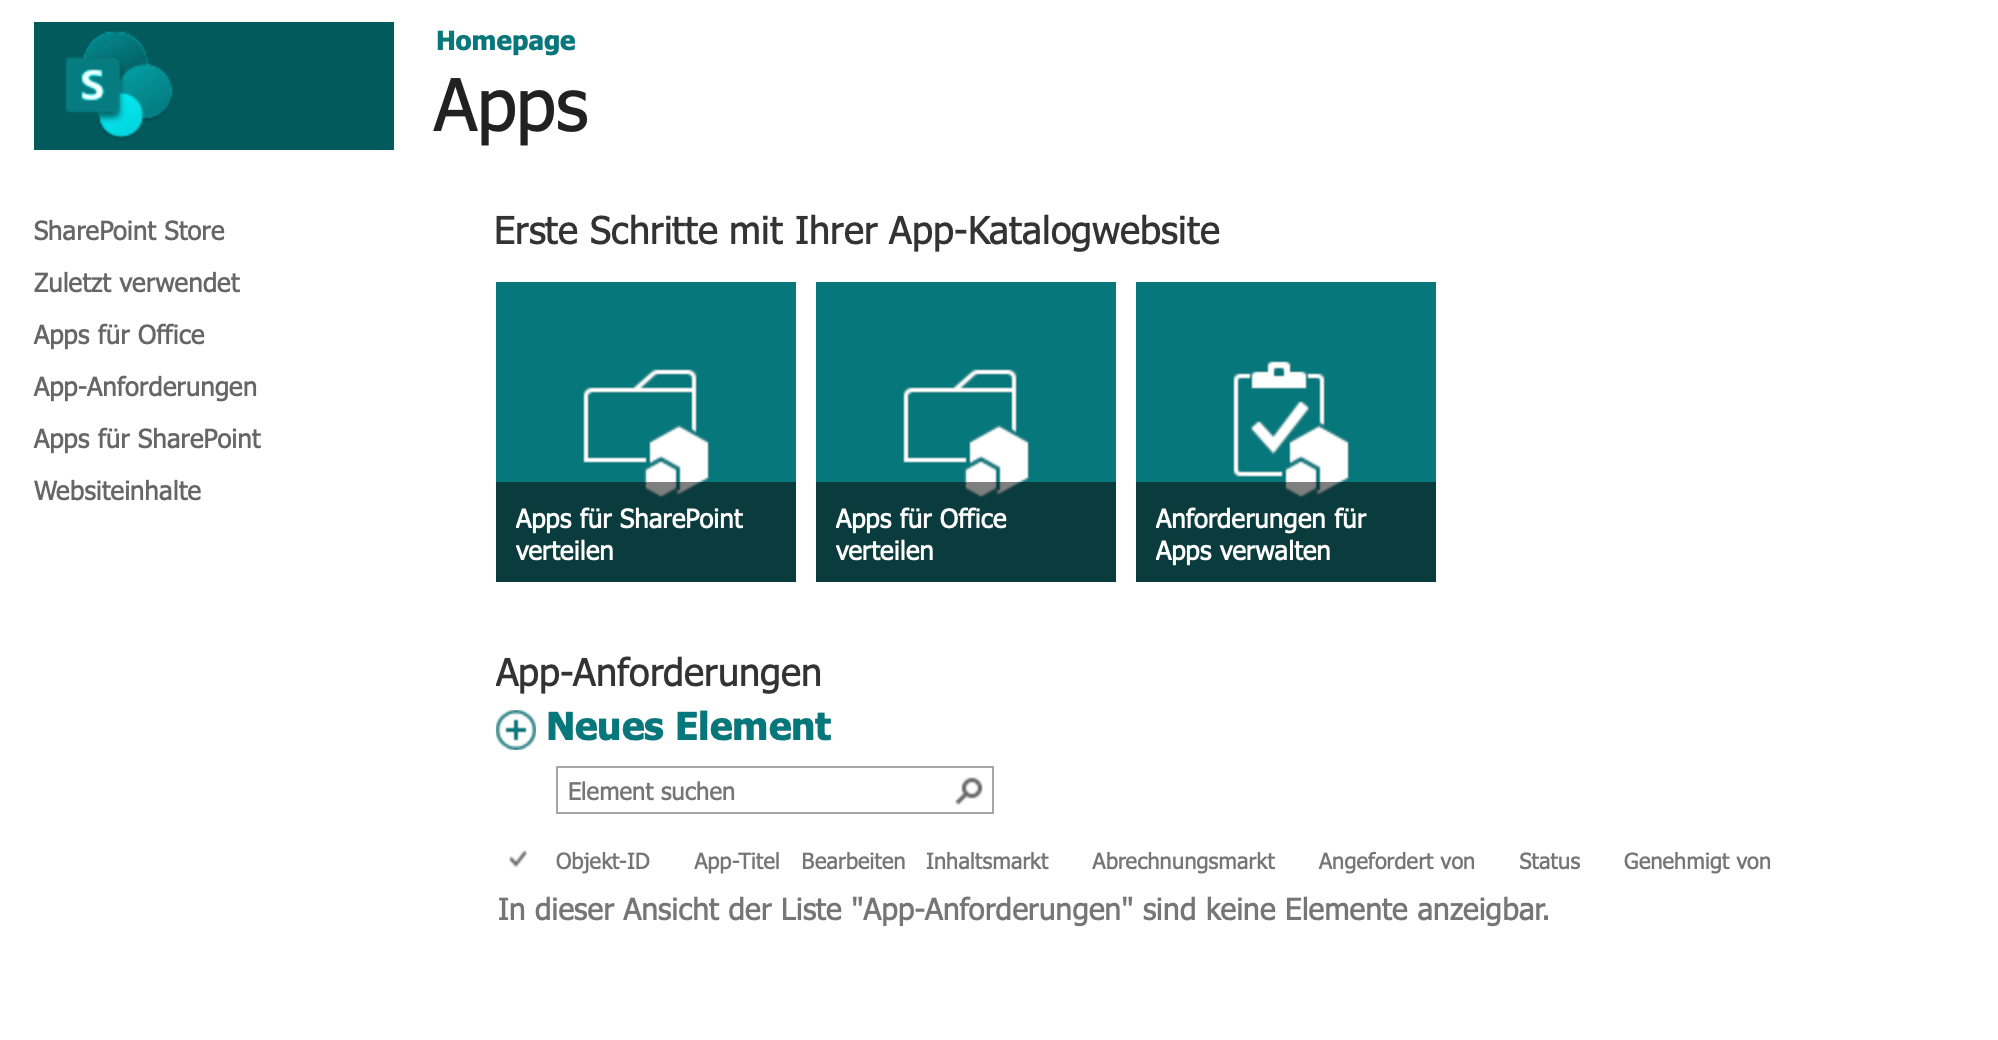 S
Homepage
Apps
SharePoint Store
Zuletzt verwendet
Apps für Office
App-Anforderungen
Apps für SharePoint
Websiteinhalte
Erste Schritte mit Ihrer App-Katalogwebsite
Apps für SharePoint
verteilen
Apps für Office
verteilen
Anforderungen für
Apps verwalten
App-Anforderungen
Neues Element
Element suchen
Objekt-ID App-Titel Bearbeiten Inhaltsmarkt Abrechnungsmarkt Angefordert von Status Genehmigt von
In dieser Ansicht der Liste "App-Anforderungen" sind keine Elemente anzeigbar.